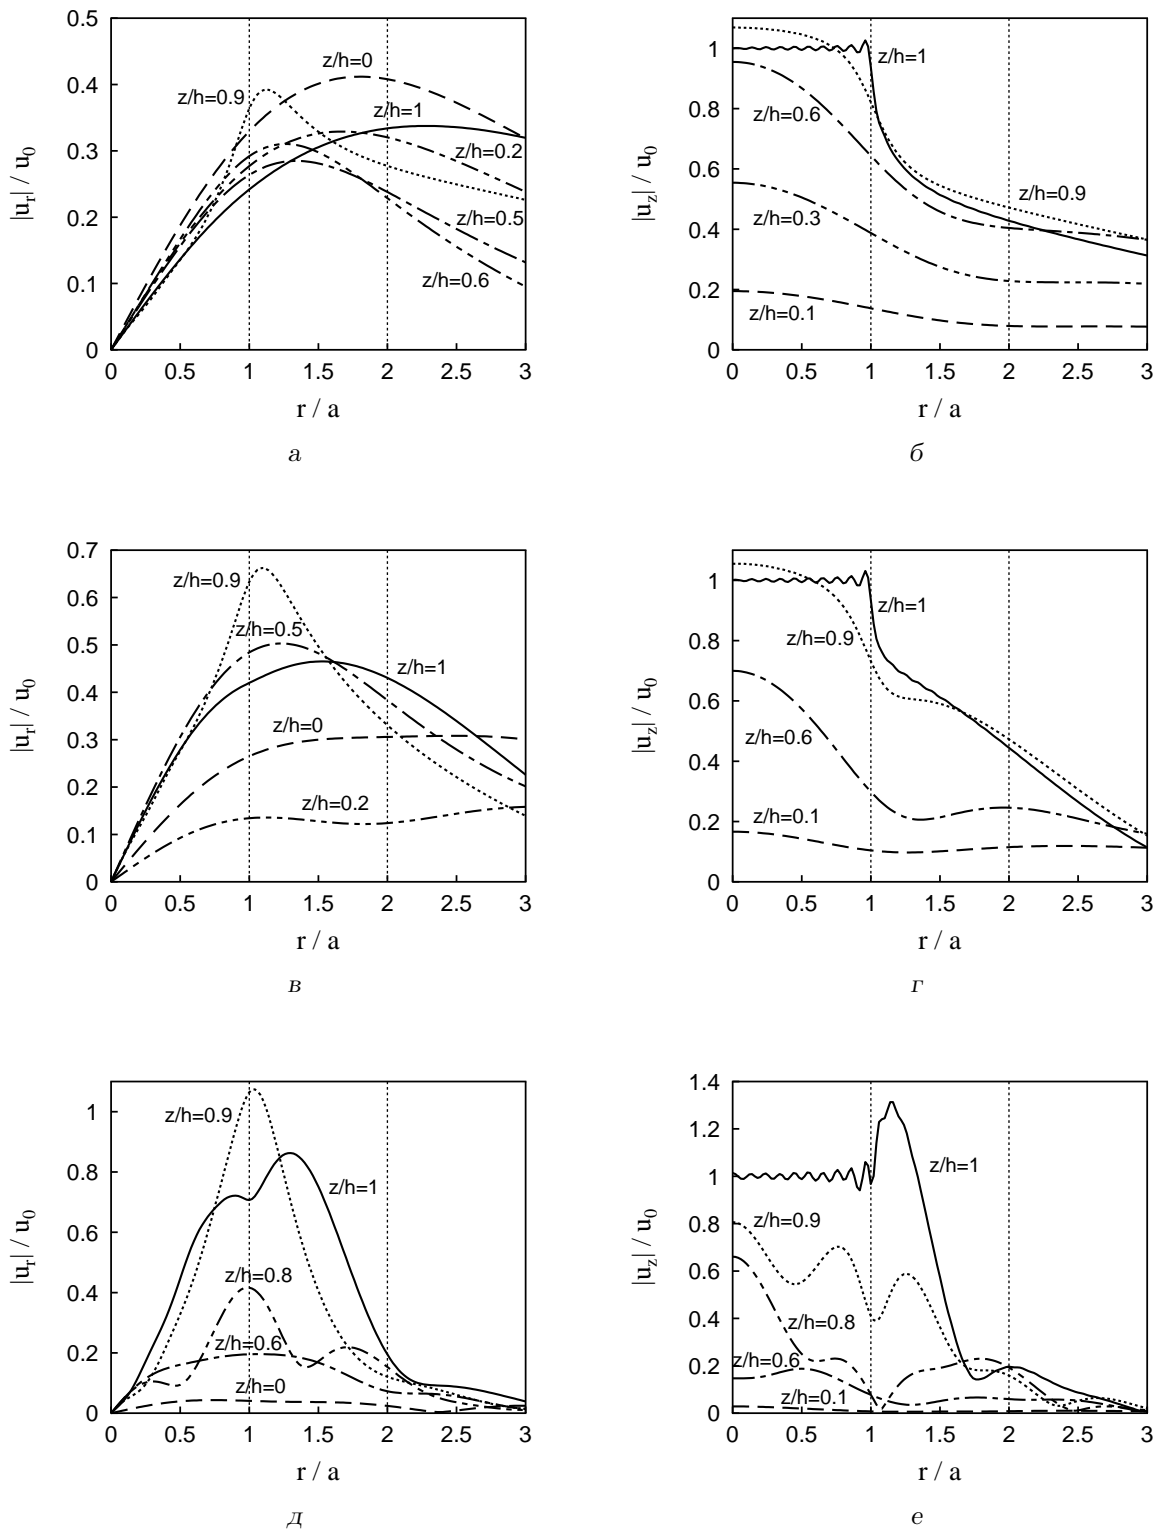 0.5
0.4
0.3
0.2
0.1
0
|u_r| / u_0
z/h=0
z/h=0.9
z/h=1
z/h=0.2
z/h=0.5
z/h=0.6
0 0.5 1 1.5 2 2.5 3
r / a
а
1
0.8
0.6
0.4
0.2
0
|u_z| / u_0
z/h=1
z/h=0.6
z/h=0.9
z/h=0.3
z/h=0.1
0 0.5 1 1.5 2 2.5 3
r / a
б
0.7
0.6
0.5
0.4
0.3
0.2
0.1
0
|u_r| / u_0
z/h=0.9
z/h=0.5
z/h=1
z/h=0
z/h=0.2
0 0.5 1 1.5 2 2.5 3
r / a
в
1
0.8
0.6
0.4
0.2
0
|u_z| / u_0
z/h=1
z/h=0.9
z/h=0.6
z/h=0.1
0 0.5 1 1.5 2 2.5 3
r / a
г
1
0.8
0.6
0.4
0.2
0
|u_r| / u_0
z/h=0.9
z/h=1
z/h=0.8
z/h=0.6
z/h=0
0 0.5 1 1.5 2 2.5 3
r / a
д
1.4
1.2
1
0.8
0.6
0.4
0.2
0
|u_z| / u_0
z/h=1
z/h=0.9
z/h=0.8
z/h=0.6
z/h=0.1
0 0.5 1 1.5 2 2.5 3
r / a
е